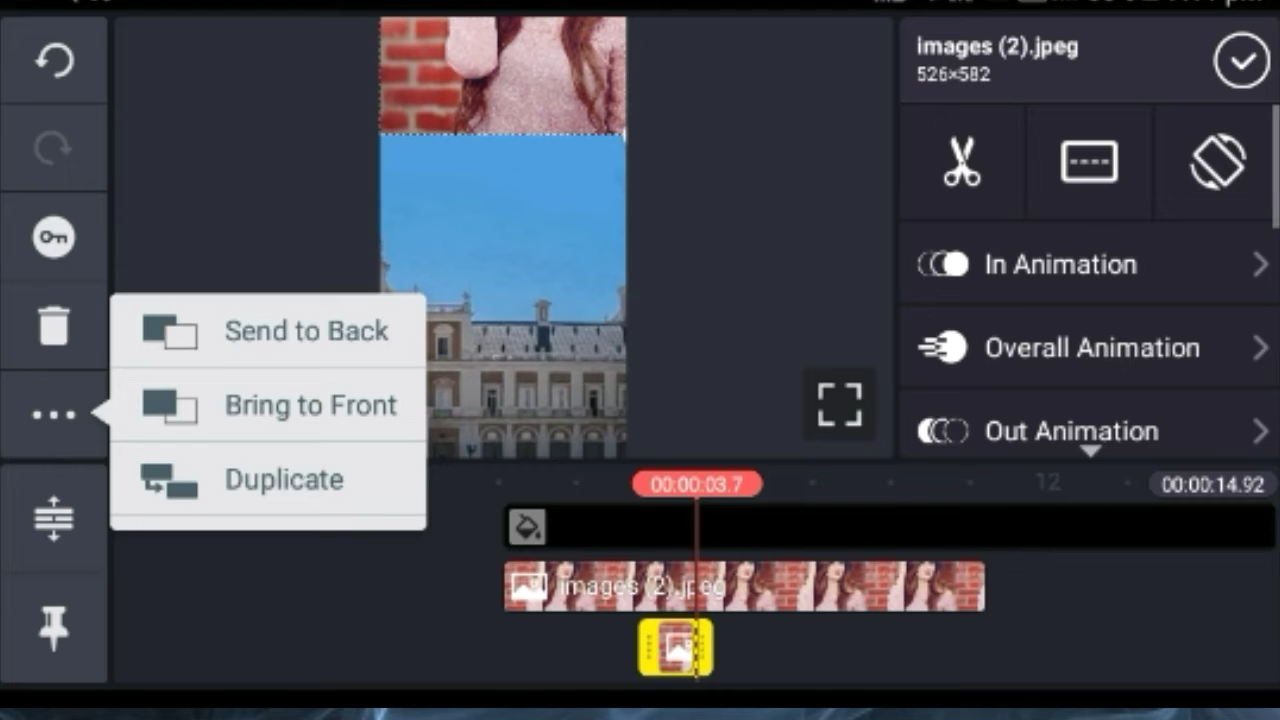 images (2).jpeg
526×582
In Animation
Overall Animation
Out Animation
Send to Back
Bring to Front
Duplicate
00:00:03.7
12
00:00:14.92
images (2).jpeg